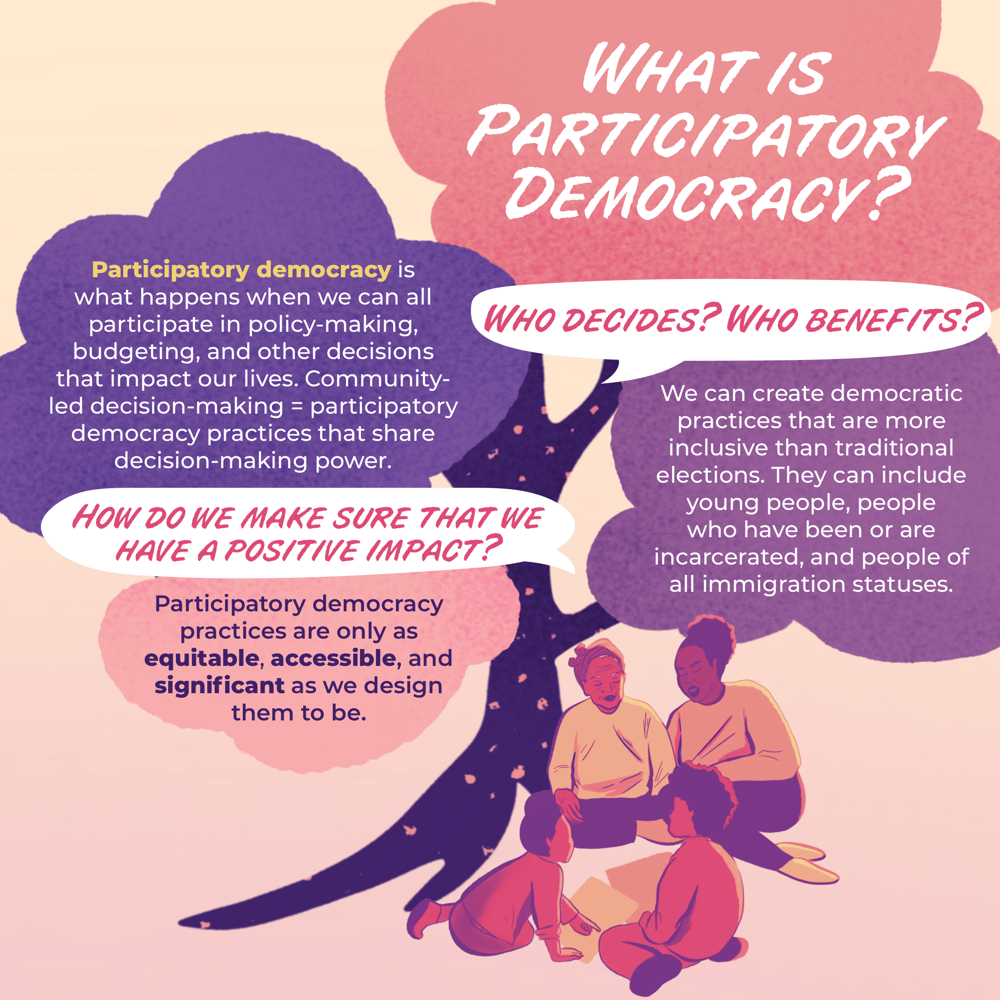 WHAT IS
PARTICIPATORY
DEMOCRACY?
Participatory democracy is
what happens when we can all
participate in policy-making,
budgeting, and other decisions
that impact our lives. Community-
led decision-making = participatory
democracy practices that share
decision-making power.
WHO DECIDES? WHO BENEFITS?
We can create democratic
practices that are more
inclusive than traditional
elections. They can include
young people, people
who have been or are
incarcerated, and people of
all immigration statuses.
HOW DO WE MAKE SURE THAT WE
HAVE A POSITIVE IMPACT?
Participatory democracy
practices are only as
equitable, accessible, and
significant as we design
them to be.